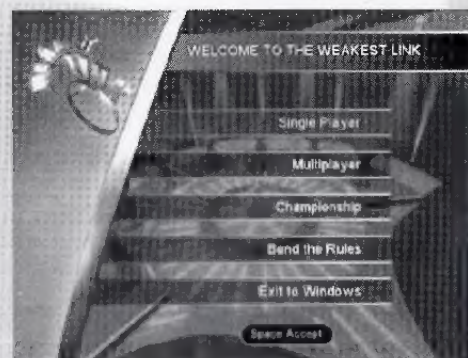 WELCOME TO THE WEAKEST LINK
Single Player
Multiplayer
Championship
Bend the Rules
Exit to Windows
Space Accept